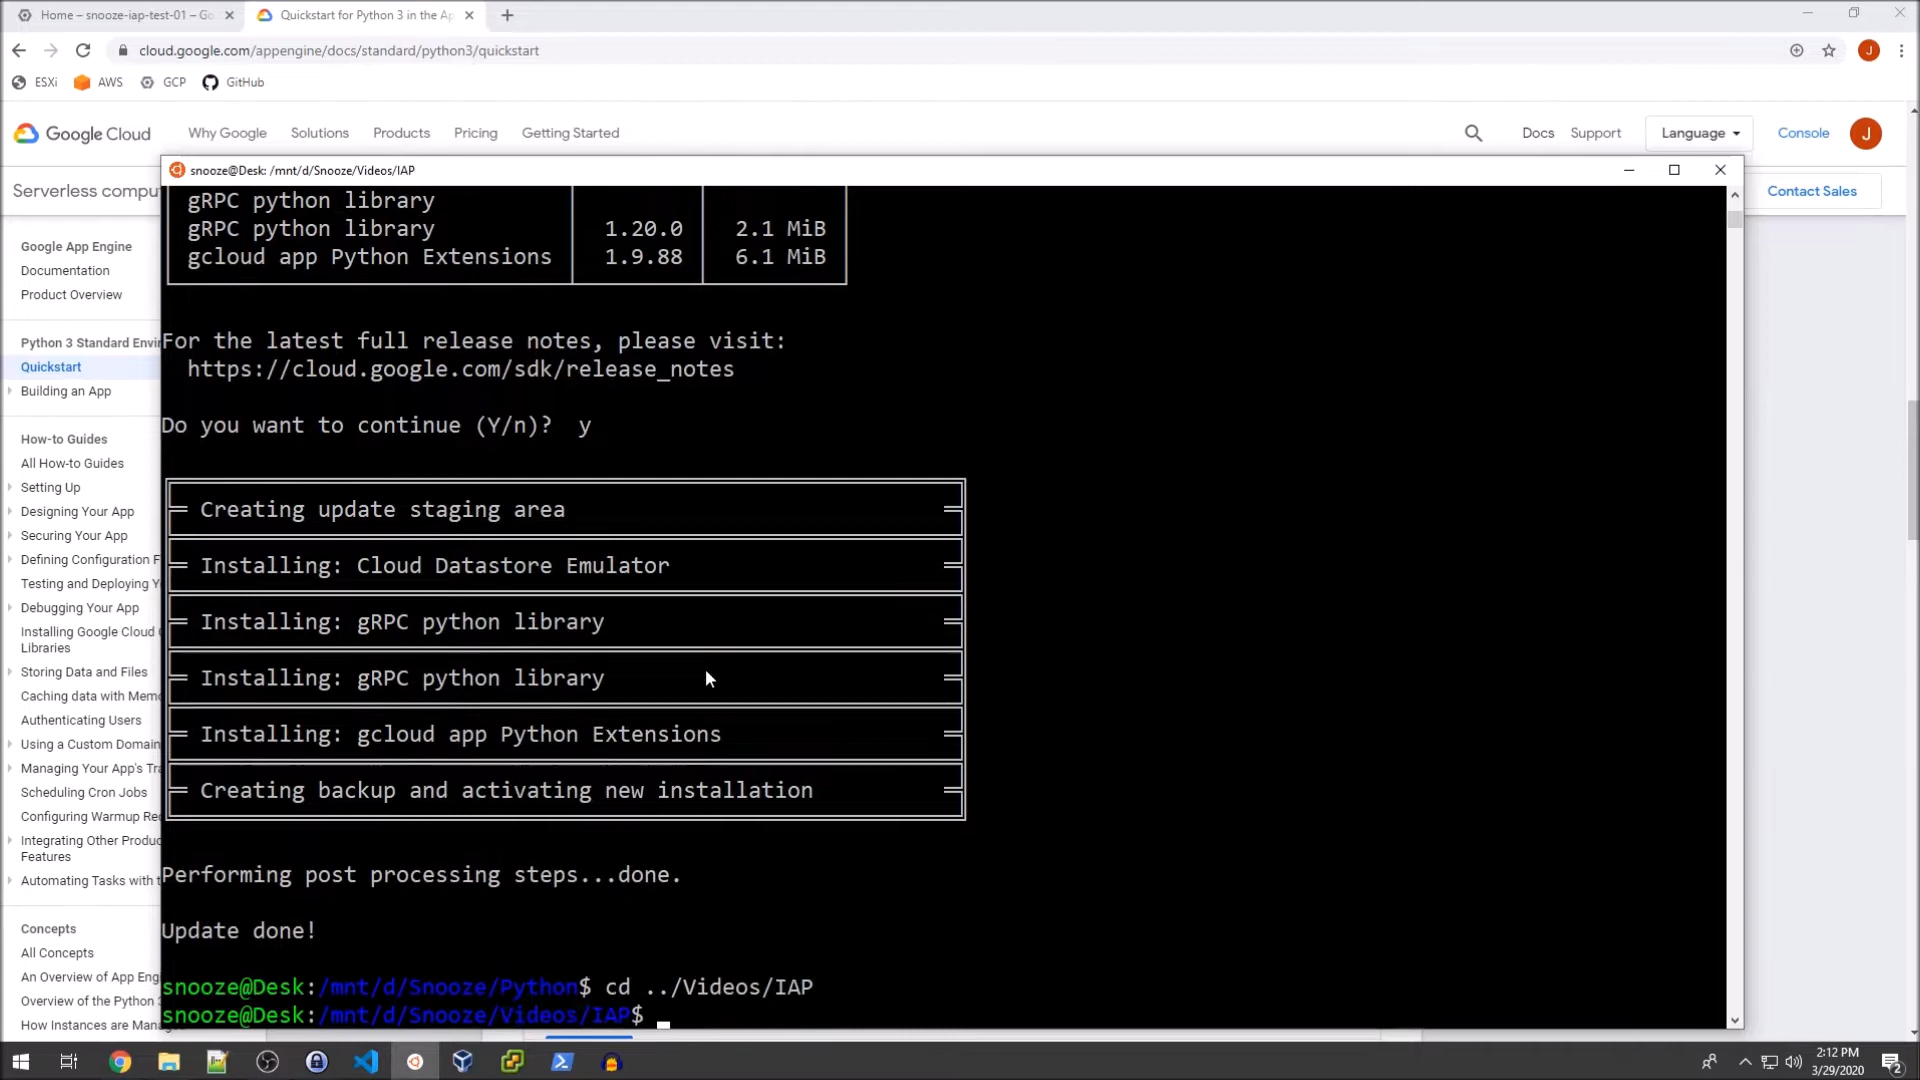 Home – snooze-iap-test-01 – Go
Quickstart for Python 3 in the Ap
cloud.google.com/appengine/docs/standard/python3/quickstart
J
ESXi
AWS
GCP
GitHub
Google Cloud
Why Google
Solutions
Products
Pricing
Getting Started
Docs
Support
Language
Console
J
Serverless compu
Contact Sales
snooze@Desk: /mnt/d/Snooze/Videos/IAP
Google App Engine
Documentation
Product Overview
Python 3 Standard Envi
Quickstart
Building an App
How-to Guides
All How-to Guides
Setting Up
Designing Your App
Securing Your App
Defining Configuration F
Testing and Deploying Y
Debugging Your App
Installing Google Cloud
Libraries
Storing Data and Files
Caching data with Mem
Authenticating Users
Using a Custom Domain
Managing Your App's Tra
Scheduling Cron Jobs
Configuring Warmup Req
Integrating Other Produc
Features
Automating Tasks with t
Concepts
All Concepts
An Overview of App Eng
Overview of the Python 3
How Instances are Mana
gRPC python library
gRPC python library 1.20.0 2.1 MiB
gcloud app Python Extensions 1.9.88 6.1 MiB
For the latest full release notes, please visit:
https://cloud.google.com/sdk/release_notes
Do you want to continue (Y/n)? y
Creating update staging area
Installing: Cloud Datastore Emulator
Installing: gRPC python library
Installing: gRPC python library
Installing: gcloud app Python Extensions
Creating backup and activating new installation
Performing post processing steps...done.
Update done!
snooze@Desk:/mnt/d/Snooze/Python$ cd ../Videos/IAP
snooze@Desk:/mnt/d/Snooze/Videos/IAP$
2:12 PM
3/29/2020
2